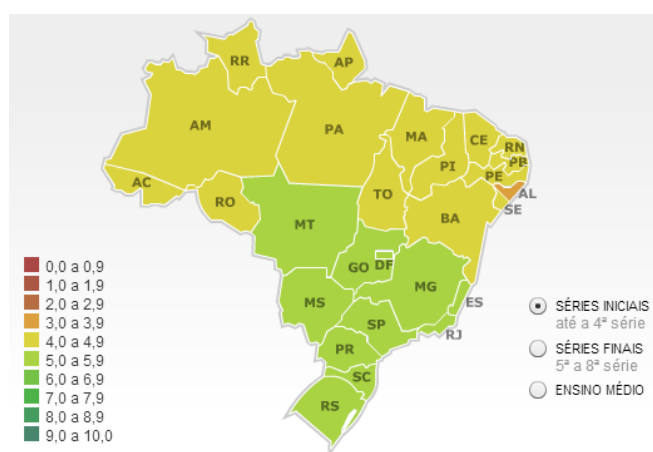 RR
AP
AM
PA
MA
CE
RN
PB
PI
PE
AL
SE
AC
RO
TO
BA
MT
GO
DF
MG
ES
MS
SP
RJ
PR
SC
RS
0,0 a 0,9
1,0 a 1,9
2,0 a 2,9
3,0 a 3,9
4,0 a 4,9
5,0 a 5,9
6,0 a 6,9
7,0 a 7,9
8,0 a 8,9
9,0 a 10,0
SÉRIES INICIAIS
até a 4ª série
SÉRIES FINAIS
5ª a 8ª série
ENSINO MÉDIO